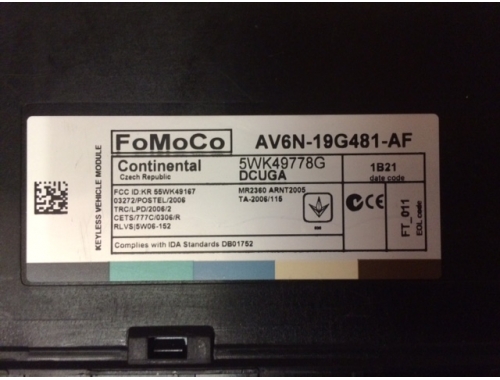 KEYLESS VEHICLE MODULE
FoMoCo AV6N-19G481-AF
Continental 5WK49778G
Czech Republic DCUGA
1B21
date code
FCC ID:KR 55WK49167 MR2360 ARNT2005
03272/POSTEL/2006 TA-2006/115
TRC/LPD/2006/2
CETS/777C/0306/R
RLVS;SW06-152
CE
FT_011
EOL code
Complies with IDA Standards DB01752